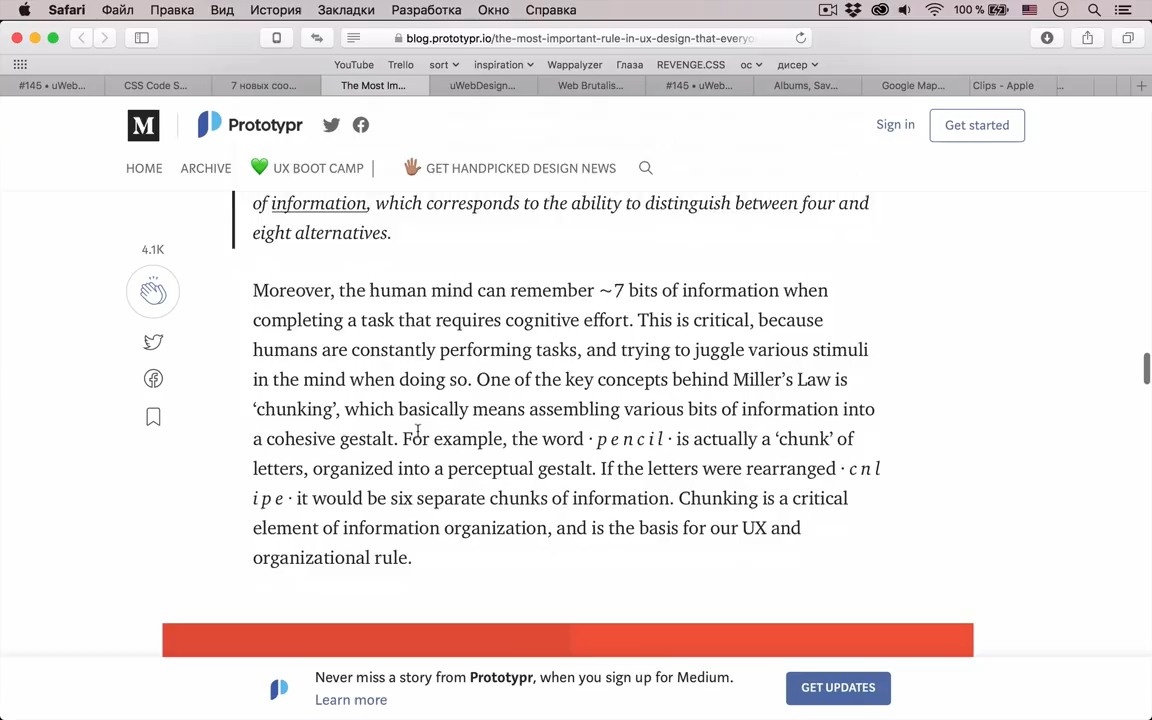 Safari Файл Правка Вид История Закладки Разработка Окно Справка 100 %
blog.prototypr.io/the-most-important-rule-in-ux-design-that-everyo
YouTube Trello sort inspiration Wappalyzer Глаза REVENGE.CSS ос дисер
#145 • uWeb... CSS Code S... 7 новых соо... The Most Im... uWebDesign... Web Brutalis... #145 • uWeb... Albums, Sav... Google Map... Clips - Apple ...
M Prototypr Sign in Get started
HOME ARCHIVE UX BOOT CAMP | GET HANDPICKED DESIGN NEWS
of information, which corresponds to the ability to distinguish between four and
eight alternatives.
4.1K
Moreover, the human mind can remember ~7 bits of information when
completing a task that requires cognitive effort. This is critical, because
humans are constantly performing tasks, and trying to juggle various stimuli
in the mind when doing so. One of the key concepts behind Miller’s Law is
‘chunking’, which basically means assembling various bits of information into
a cohesive gestalt. For example, the word · p e n c i l · is actually a ‘chunk’ of
letters, organized into a perceptual gestalt. If the letters were rearranged · c n l
i p e · it would be six separate chunks of information. Chunking is a critical
element of information organization, and is the basis for our UX and
organizational rule.
Never miss a story from Prototypr, when you sign up for Medium.
Learn more
GET UPDATES